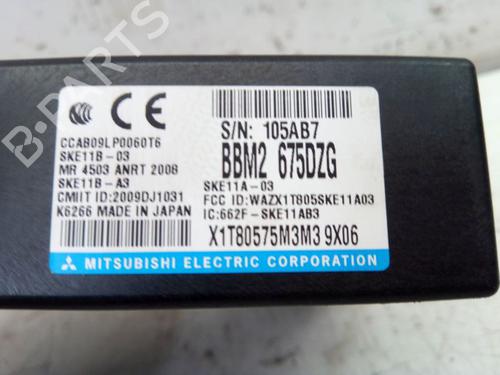 B-PARTS
CCC
CE
S/N: 105AB7
CCAB09LP0060T6
BBM2 675DZG
SKE11B-03
MR 4503 ANRT 2008
SKE11B-A3
SKE11A-03
CMIIT ID:2009DJ1031
FCC ID:WAZX1T805SKE11A03
K6266 MADE IN JAPAN
IC:662F-SKE11AB3
X1T80575M3M3 9X06
MITSUBISHI ELECTRIC CORPORATION